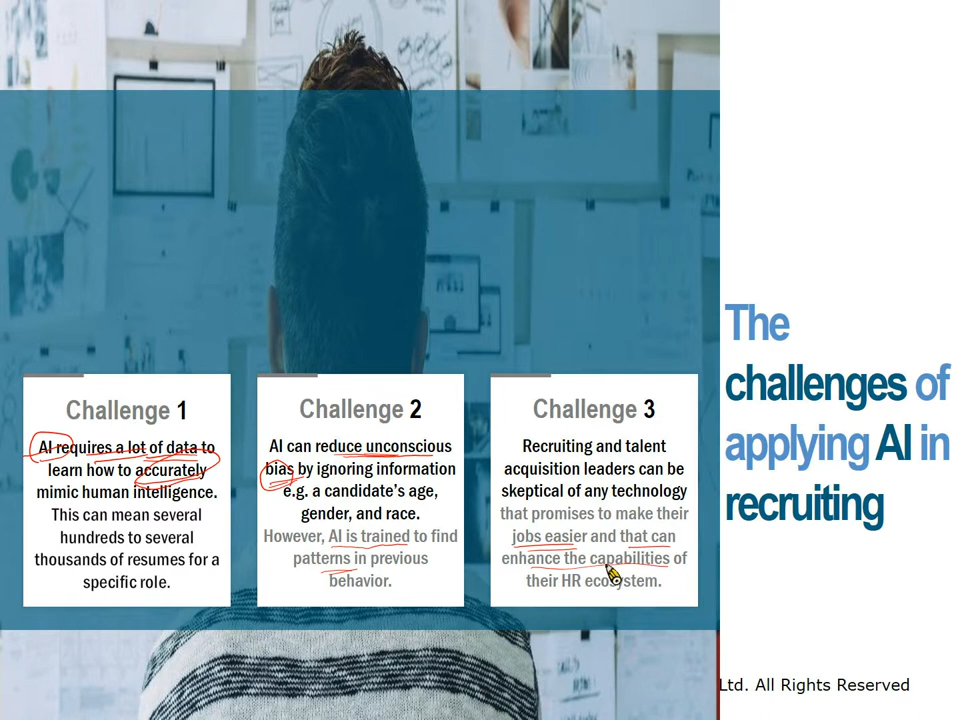 Challenge 1
AI requires a lot of data to
learn how to accurately
mimic human intelligence.
This can mean several
hundreds to several
thousands of resumes for a
specific role.
Challenge 2
AI can reduce unconscious
bias by ignoring information
e.g. a candidate's age,
gender, and race.
However, AI is trained to find
patterns in previous
behavior.
Challenge 3
Recruiting and talent
acquisition leaders can be
skeptical of any technology
that promises to make their
jobs easier and that can
enhance the capabilities of
their HR ecosystem.
The
challenges of
applying AI in
recruiting
Ltd. All Rights Reserved